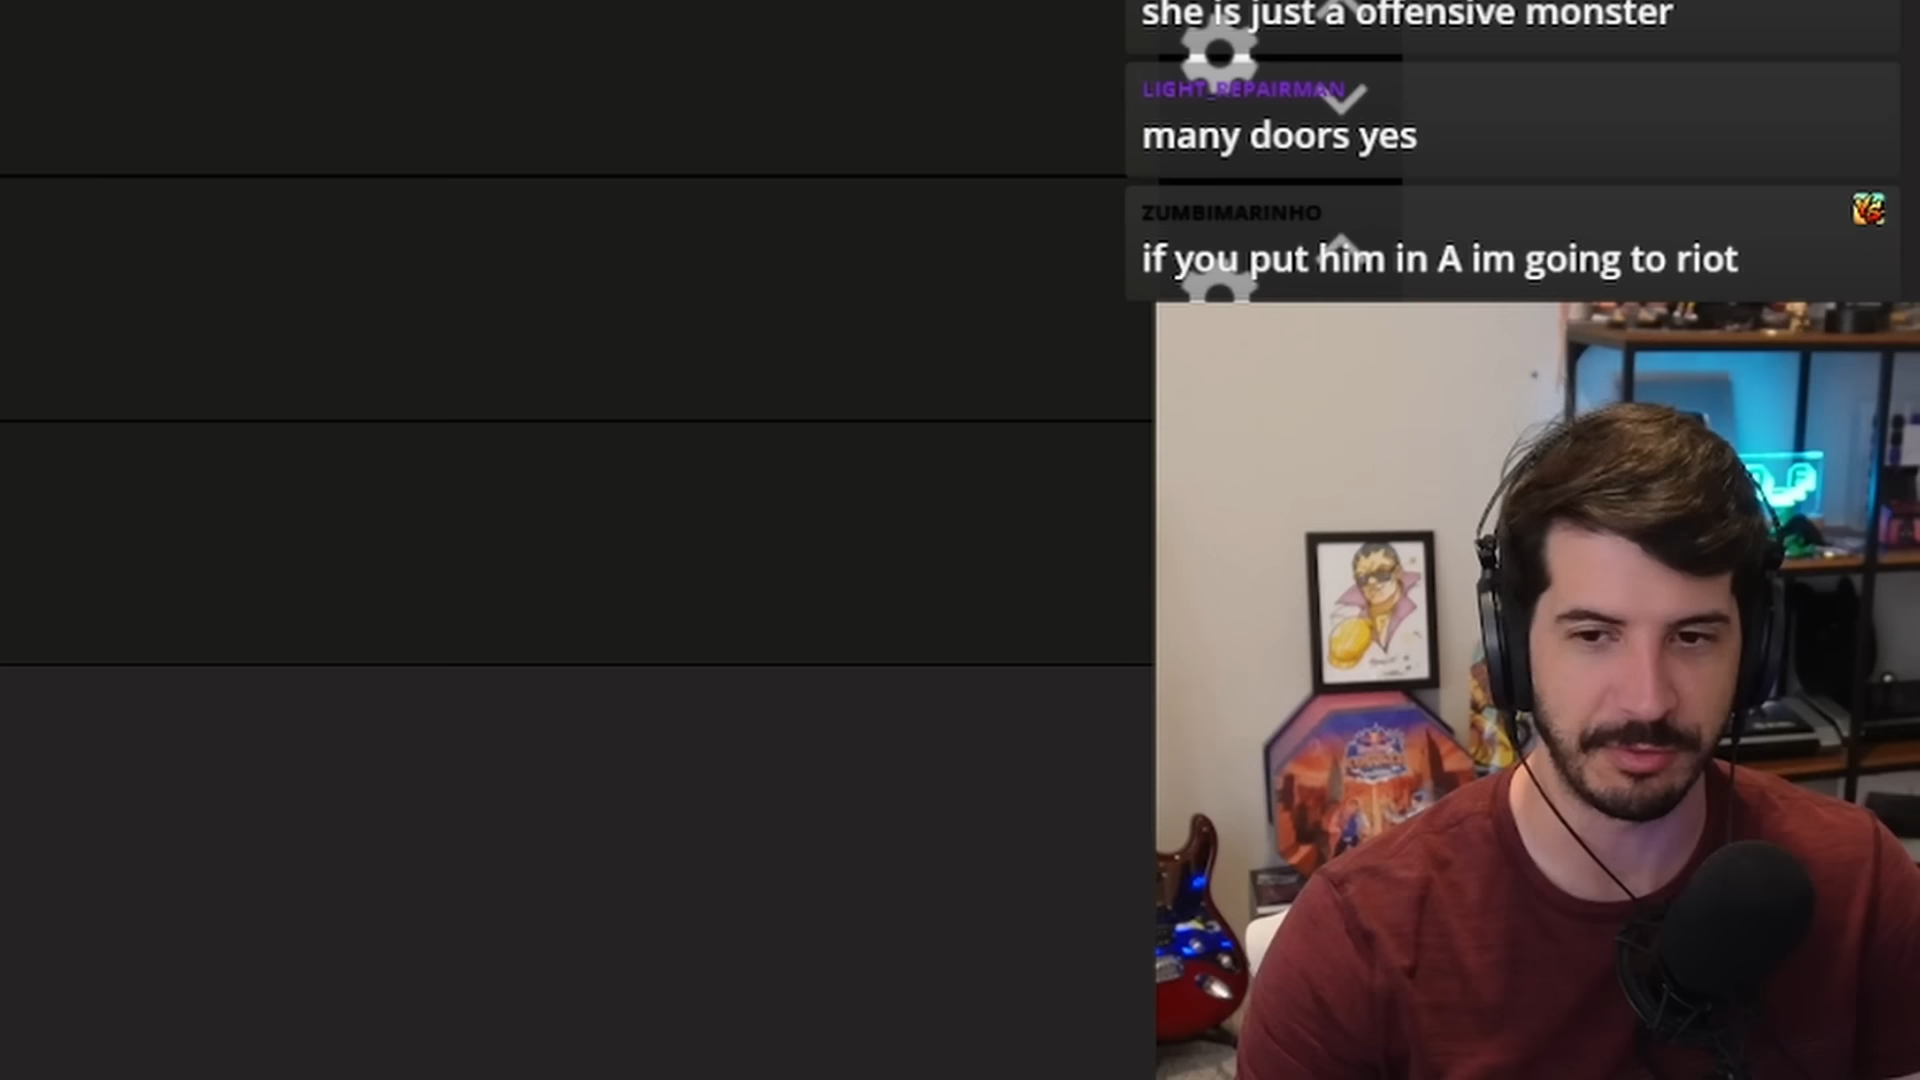 she is just a offensive monster
LIGHT_REPAIRMAN
many doors yes
ZUMBIMARINHO
if you put him in A im going to riot